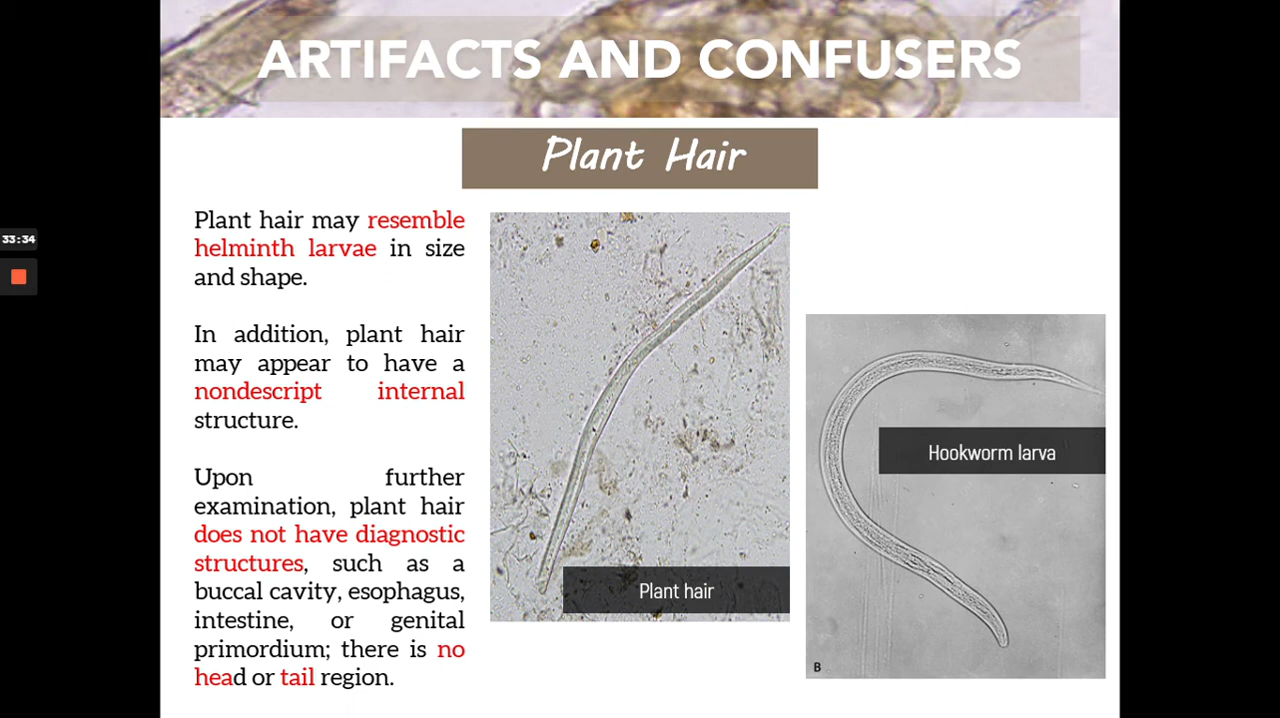 ARTIFACTS AND CONFUSERS
Plant Hair
Plant hair may resemble
helminth larvae in size
and shape.
In addition, plant hair
may appear to have a
nondescript internal
structure.
Upon further
examination, plant hair
does not have diagnostic
structures, such as a
buccal cavity, esophagus,
intestine, or genital
primordium; there is no
head or tail region.
33:34
Plant hair
Hookworm larva
B